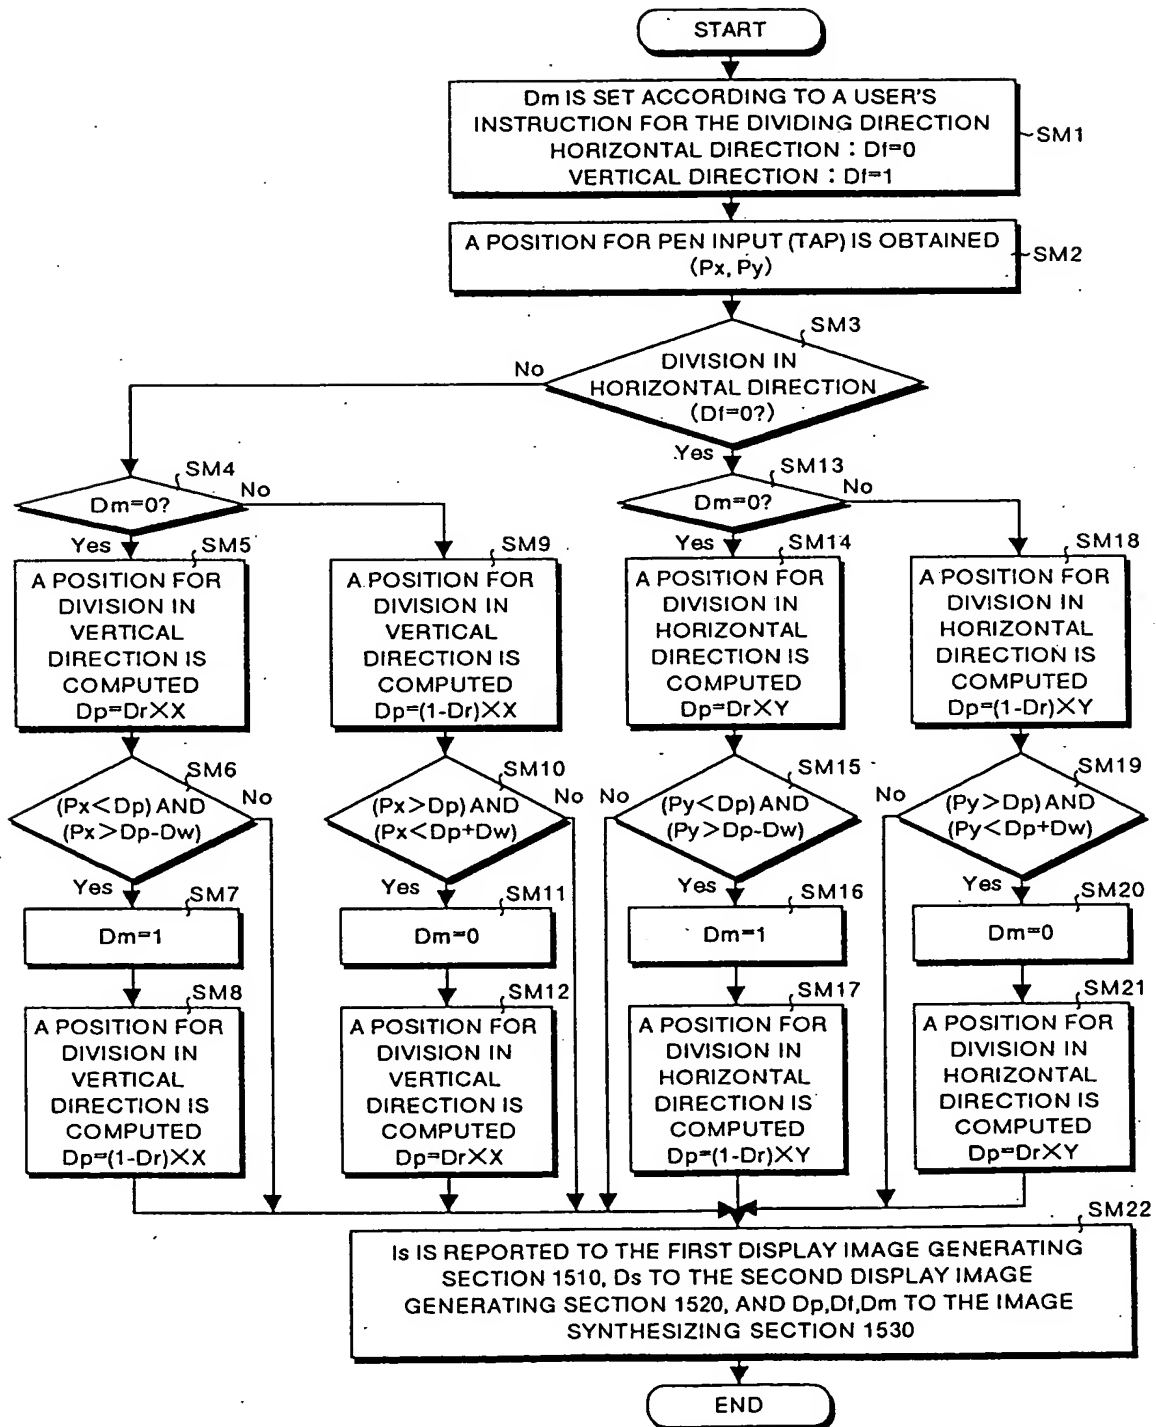 START
Dm IS SET ACCORDING TO A USER'S
INSTRUCTION FOR THE DIVIDING DIRECTION
HORIZONTAL DIRECTION : Df=0
VERTICAL DIRECTION : Df=1
SM1
A POSITION FOR PEN INPUT (TAP) IS OBTAINED
(Px, Py)
SM2
SM3
DIVISION IN
HORIZONTAL DIRECTION
(Df=0?)
No
Yes
SM4
Dm=0?
No
Yes
SM13
Dm=0?
No
Yes
SM5
A POSITION FOR
DIVISION IN
VERTICAL
DIRECTION IS
COMPUTED
Dp=Dr×X
SM9
A POSITION FOR
DIVISION IN
VERTICAL
DIRECTION IS
COMPUTED
Dp=(1-Dr)×X
SM14
A POSITION FOR
DIVISION IN
HORIZONTAL
DIRECTION IS
COMPUTED
Dp=Dr×Y
SM18
A POSITION FOR
DIVISION IN
HORIZONTAL
DIRECTION IS
COMPUTED
Dp=(1-Dr)×Y
SM6
(Px<Dp) AND
(Px>Dp-Dw)
No
Yes
SM10
(Px>Dp) AND
(Px<Dp+Dw)
No
Yes
SM15
(Py<Dp) AND
(Py>Dp-Dw)
No
Yes
SM19
(Py>Dp) AND
(Py<Dp+Dw)
No
Yes
SM7
Dm=1
SM11
Dm=0
SM16
Dm=1
SM20
Dm=0
SM8
A POSITION FOR
DIVISION IN
VERTICAL
DIRECTION IS
COMPUTED
Dp=(1-Dr)×X
SM12
A POSITION FOR
DIVISION IN
VERTICAL
DIRECTION IS
COMPUTED
Dp=Dr×X
SM17
A POSITION FOR
DIVISION IN
HORIZONTAL
DIRECTION IS
COMPUTED
Dp=(1-Dr)×Y
SM21
A POSITION FOR
DIVISION IN
HORIZONTAL
DIRECTION IS
COMPUTED
Dp=Dr×Y
SM22
Is IS REPORTED TO THE FIRST DISPLAY IMAGE GENERATING
SECTION 1510, Ds TO THE SECOND DISPLAY IMAGE
GENERATING SECTION 1520, AND Dp,Df,Dm TO THE IMAGE
SYNTHESIZING SECTION 1530
END